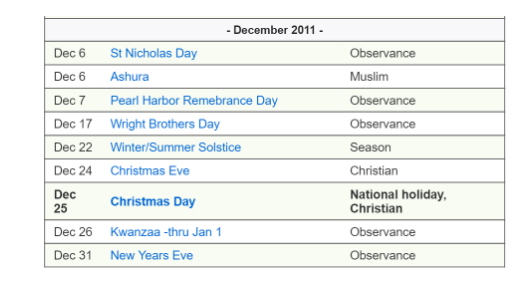 - December 2011 -
Dec 6 St Nicholas Day Observance
Dec 6 Ashura Muslim
Dec 7 Pearl Harbor Remebrance Day Observance
Dec 17 Wright Brothers Day Observance
Dec 22 Winter/Summer Solstice Season
Dec 24 Christmas Eve Christian
Dec 25 Christmas Day National holiday, Christian
Dec 26 Kwanzaa -thru Jan 1 Observance
Dec 31 New Years Eve Observance